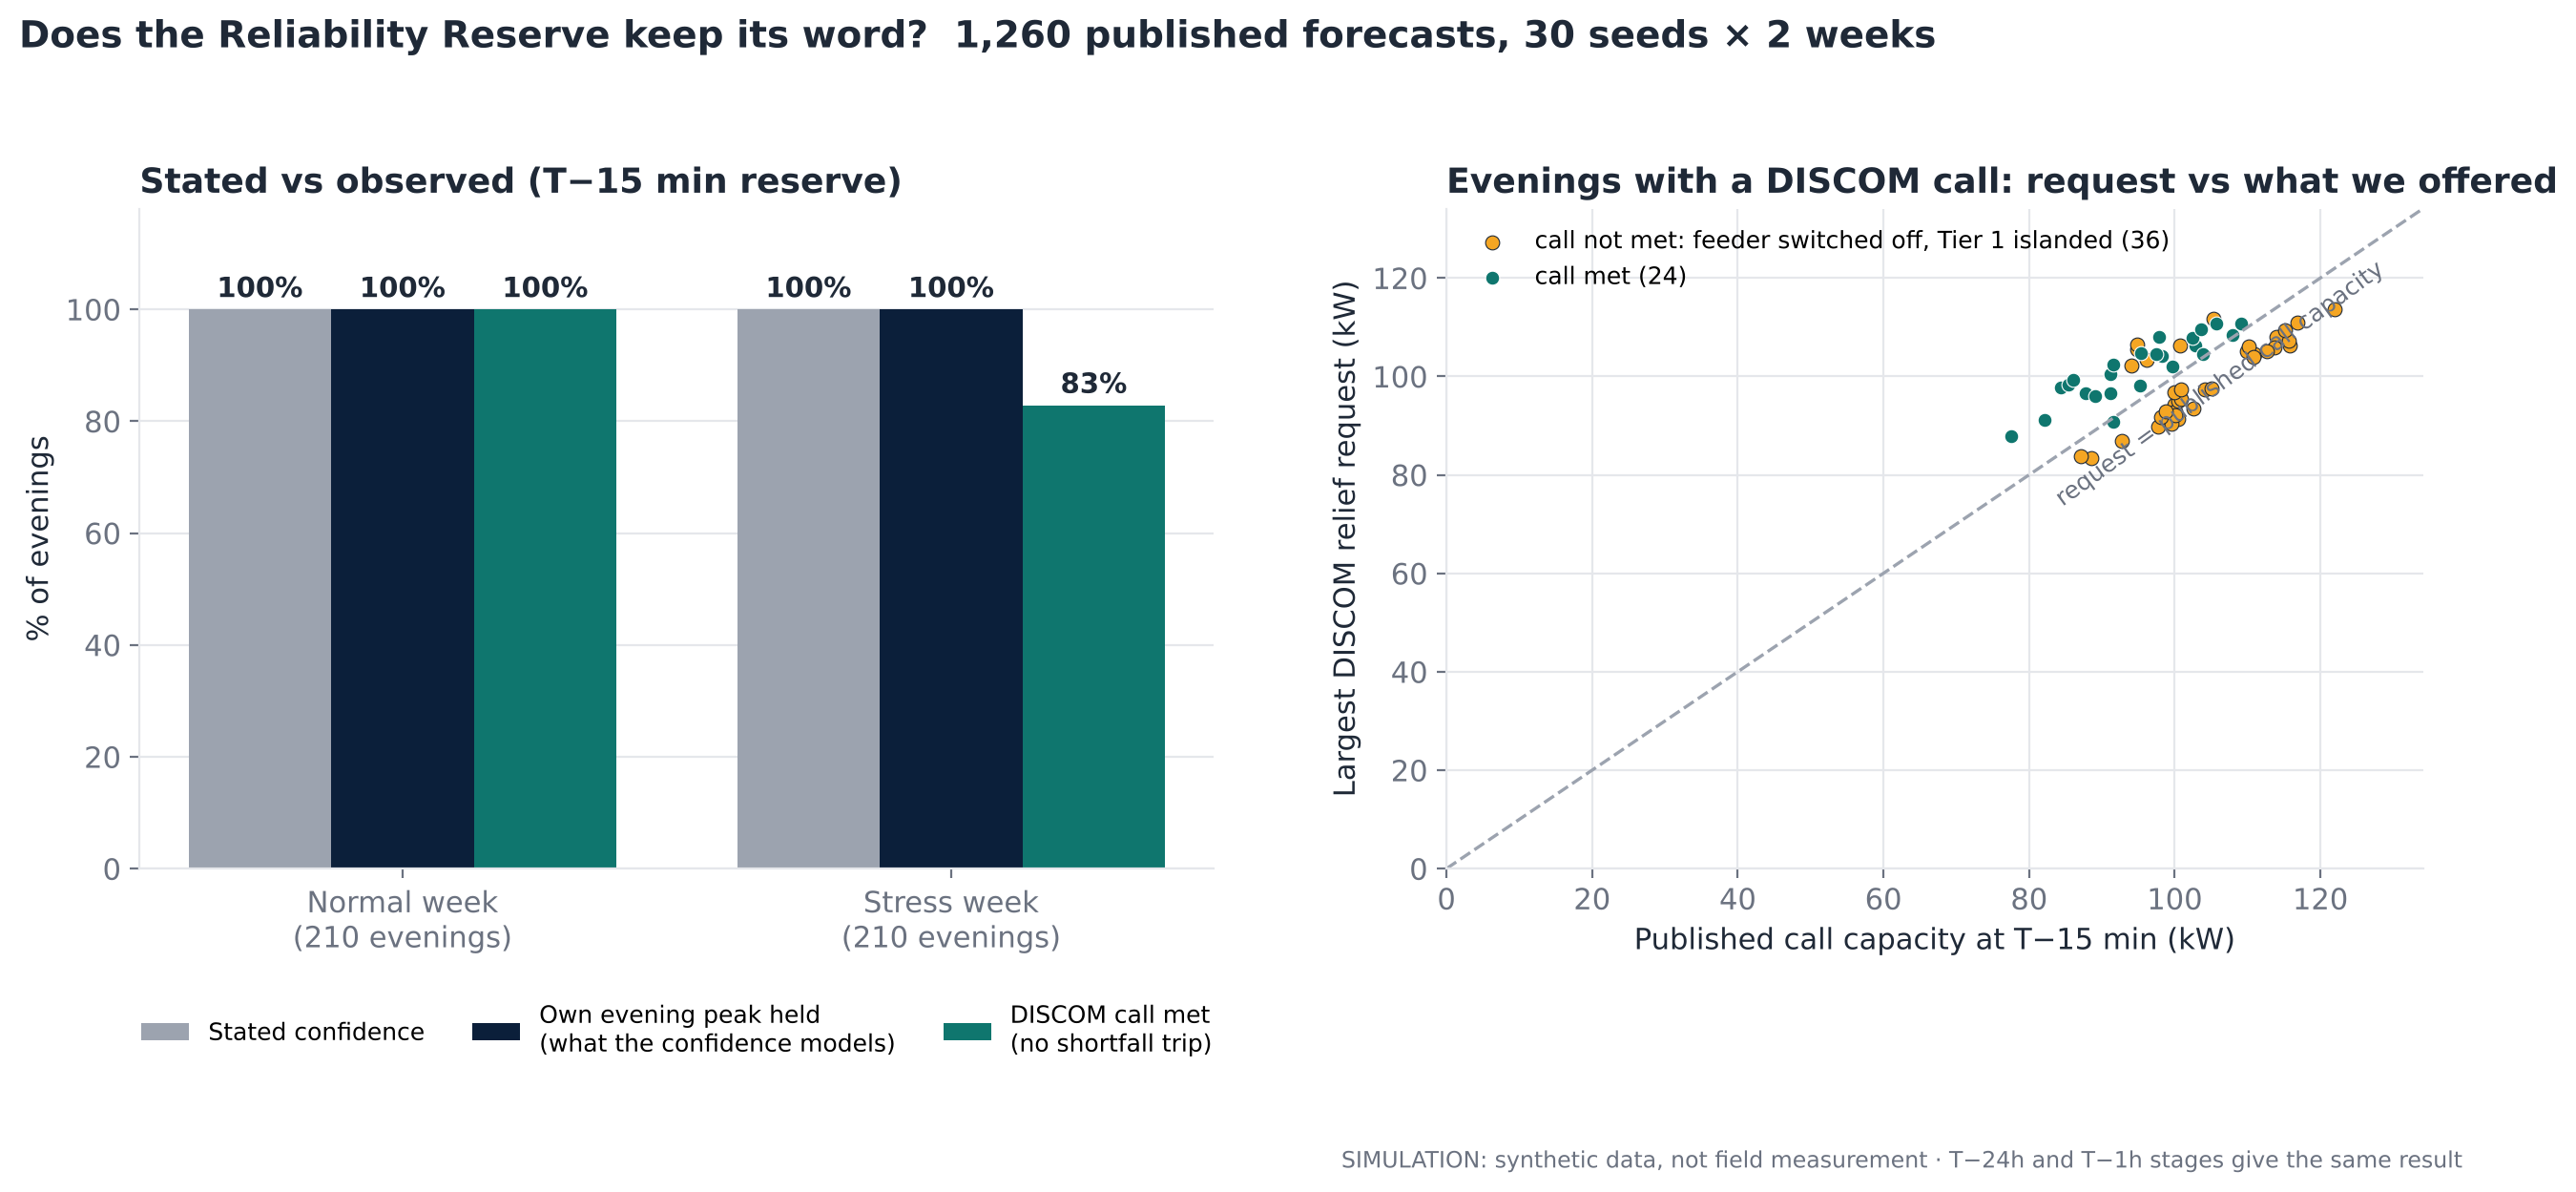 Does the Reliability Reserve keep its word?  1,260 published forecasts, 30 seeds × 2 weeks
Stated vs observed (T−15 min reserve)
% of evenings
100
80
60
40
20
0
100%
100%
100%
100%
100%
83%
Normal week
(210 evenings)
Stress week
(210 evenings)
Stated confidence
Own evening peak held
(what the confidence models)
DISCOM call met
(no shortfall trip)
Evenings with a DISCOM call: request vs what we offered
call not met: feeder switched off, Tier 1 islanded (36)
call met (24)
Largest DISCOM relief request (kW)
120
100
80
60
40
20
0
request = published capacity
0
20
40
60
80
100
120
Published call capacity at T−15 min (kW)
SIMULATION: synthetic data, not field measurement · T−24h and T−1h stages give the same result